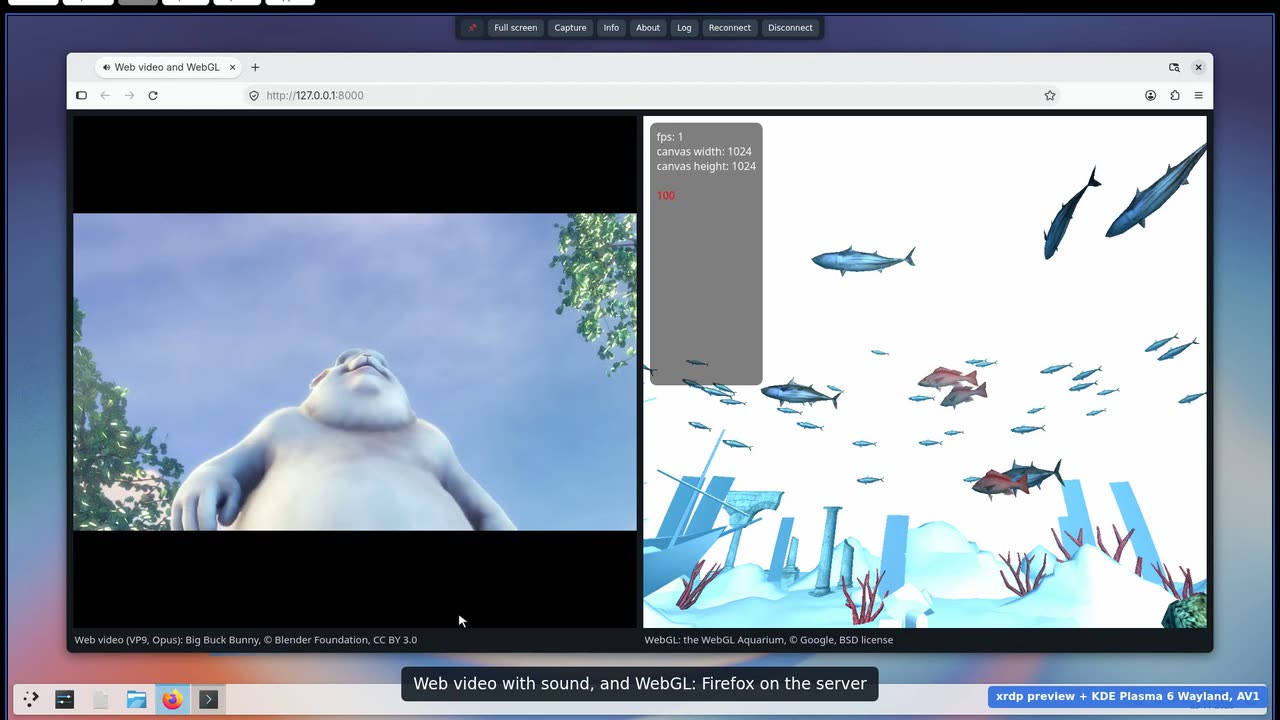 Full screen
Capture
Info
About
Log
Reconnect
Disconnect
Web video and WebGL
http://127.0.0.1:8000
fps: 1
canvas width: 1024
canvas height: 1024
100
Web video (VP9, Opus): Big Buck Bunny, © Blender Foundation, CC BY 3.0
WebGL: the WebGL Aquarium, © Google, BSD license
Web video with sound, and WebGL: Firefox on the server
xrdp preview + KDE Plasma 6 Wayland, AV1